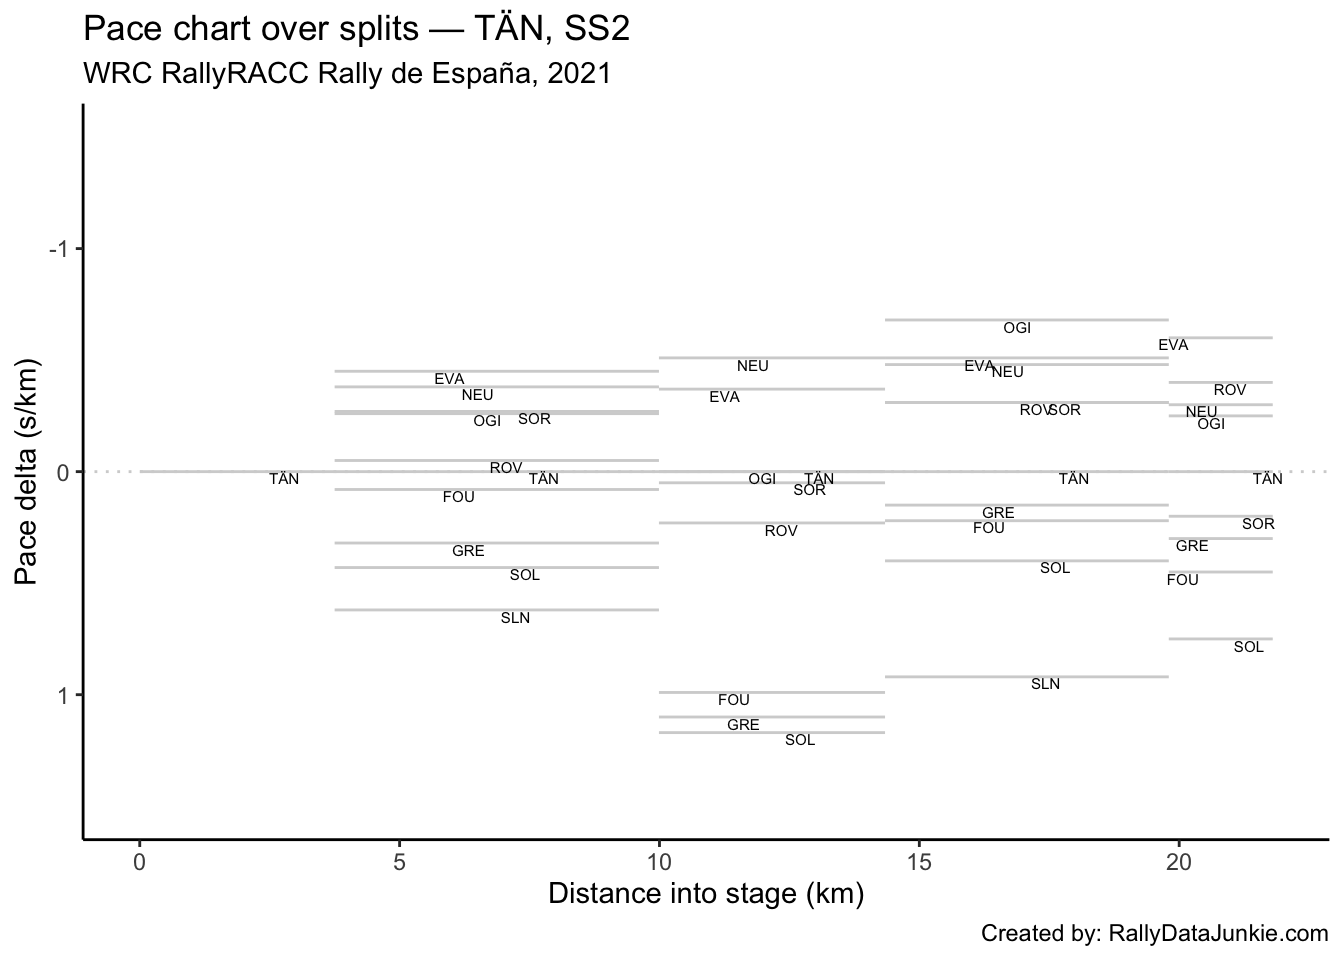 Pace chart over splits — TÄN, SS2
WRC RallyRACC Rally de España, 2021
Pace delta (s/km)
-1
0
1
OGI
EVA
EVA
NEU
EVA
NEU
EVA
NEU
ROV
NEU
OGI
SOR
ROV
SOR
OGI
ROV
TÄN
TÄN
OGI
TÄN
TÄN
TÄN
FOU
SOR
ROV
GRE
FOU
SOR
GRE
GRE
SOL
SOL
FOU
SLN
SOL
SLN
FOU
GRE
SOL
0
5
10
15
20
Distance into stage (km)
Created by: RallyDataJunkie.com